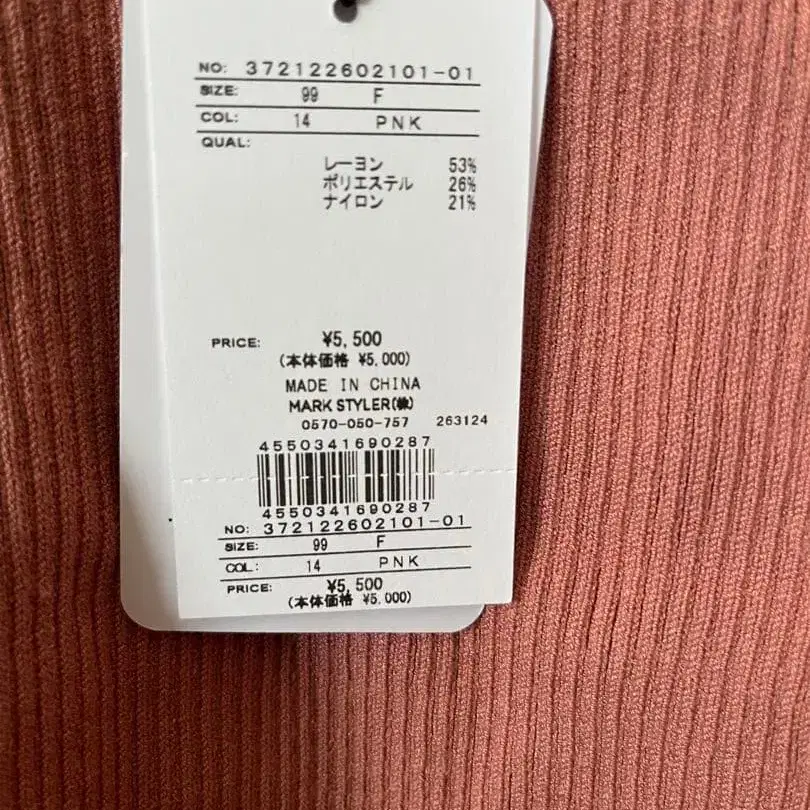 NO: 372122602101-01
SIZE: 99 F
COL: 14 PNK
QUAL:
レーヨン 53%
ポリエステル 26%
ナイロン 21%
PRICE: ¥5,500
(本体価格 ¥5,000)
MADE IN CHINA
MARK STYLER(株)
0570-050-757 263124
4550341690287
4550341690287
NO: 372122602101-01
SIZE: 99 F
COL: 14 PNK
PRICE: ¥5,500
(本体価格 ¥5,000)